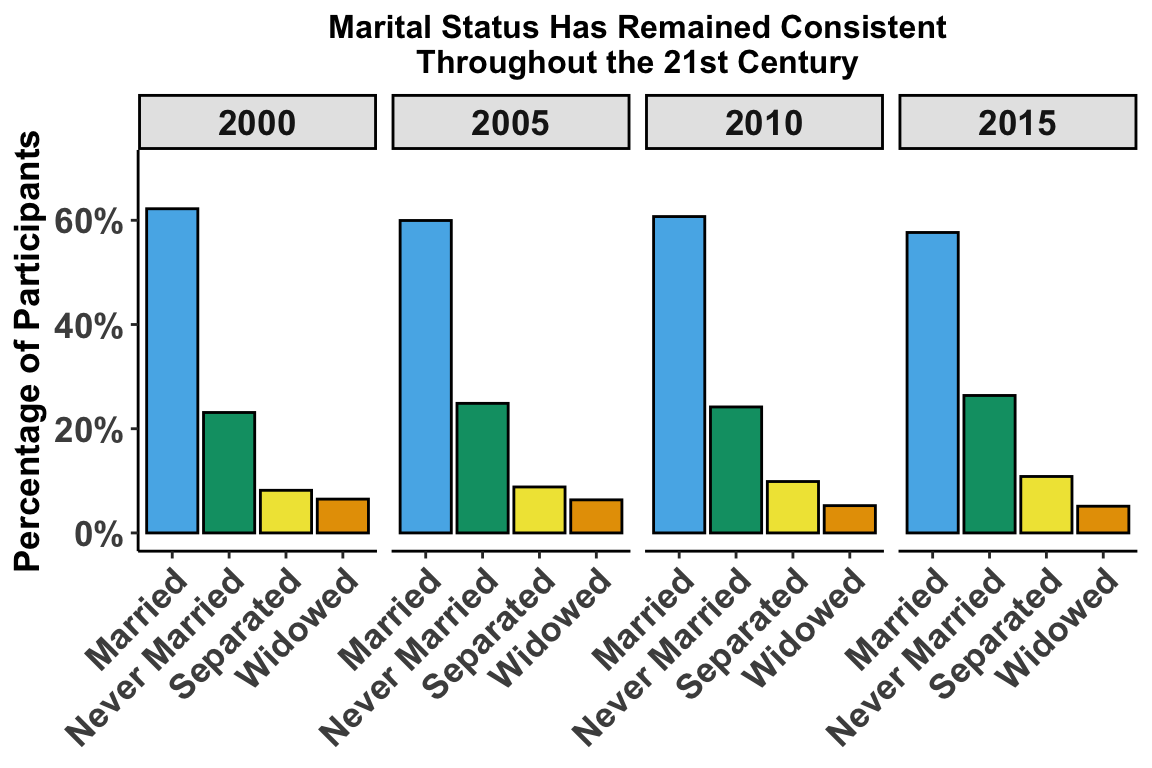 Marital Status Has Remained Consistent
Throughout the 21st Century
2000
2005
2010
2015
Percentage of Participants
60%
40%
20%
0%
Married
Never Married
Separated
Widowed
Married
Never Married
Separated
Widowed
Married
Never Married
Separated
Widowed
Married
Never Married
Separated
Widowed